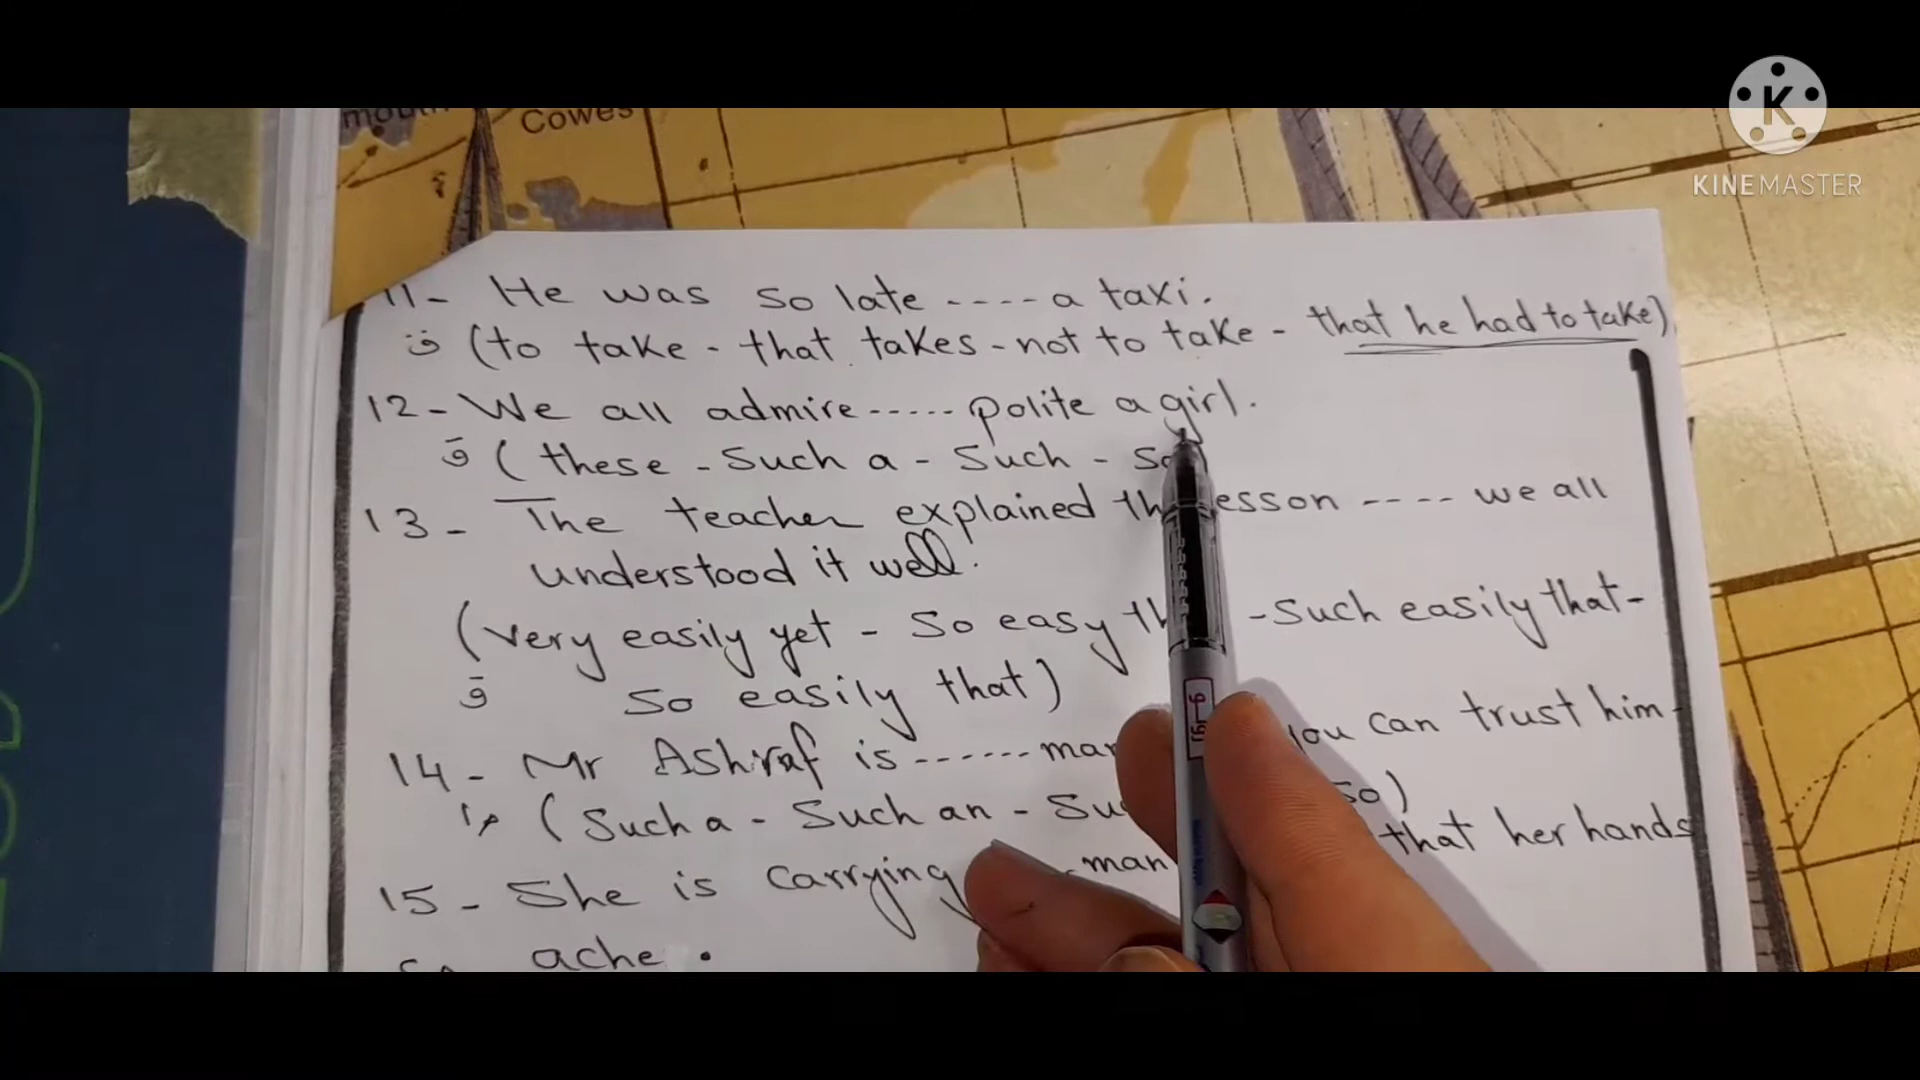 Cowes
KINEMASTER
11- He was so late ---- a taxi.
(to take - that takes - not to take - that he had to take)
12- We all admire ----- polite a girl.
(these - Such a - Such - so)
13- The teacher explained the lesson ---- we all
understood it well.
(very easily yet - So easy - Such easily that -
So easily that)
14- Mr Ashraf is ------ man you can trust him.
(Such a - Such an - so)
15- She is carrying man that her hands
ache.